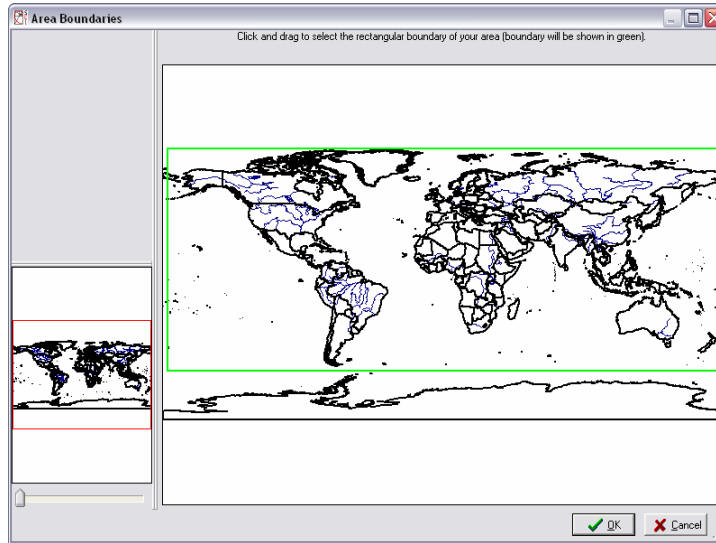 Area Boundaries
Click and drag to select the rectangular boundary of your area (boundary will be shown in green).
OK
Cancel